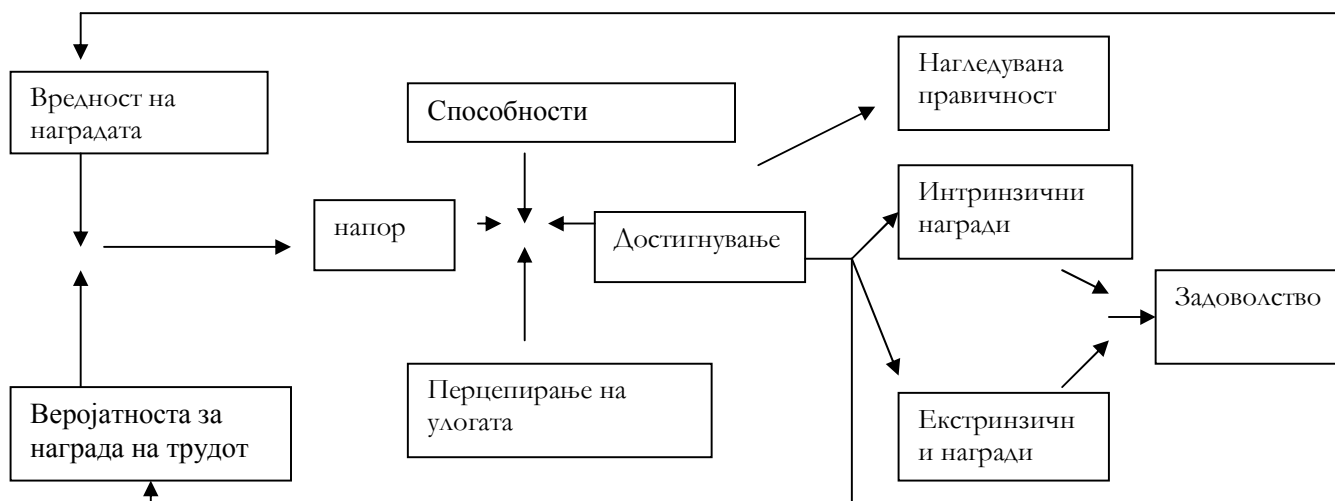 Вредност на
наградата
Способности
Нагледувана
правичност
напор
Достигнување
Интринзични
награди
Задоволство
Веројатноста за
награда на трудот
Перцепирање на
улогата
Екстринзичн
и награди